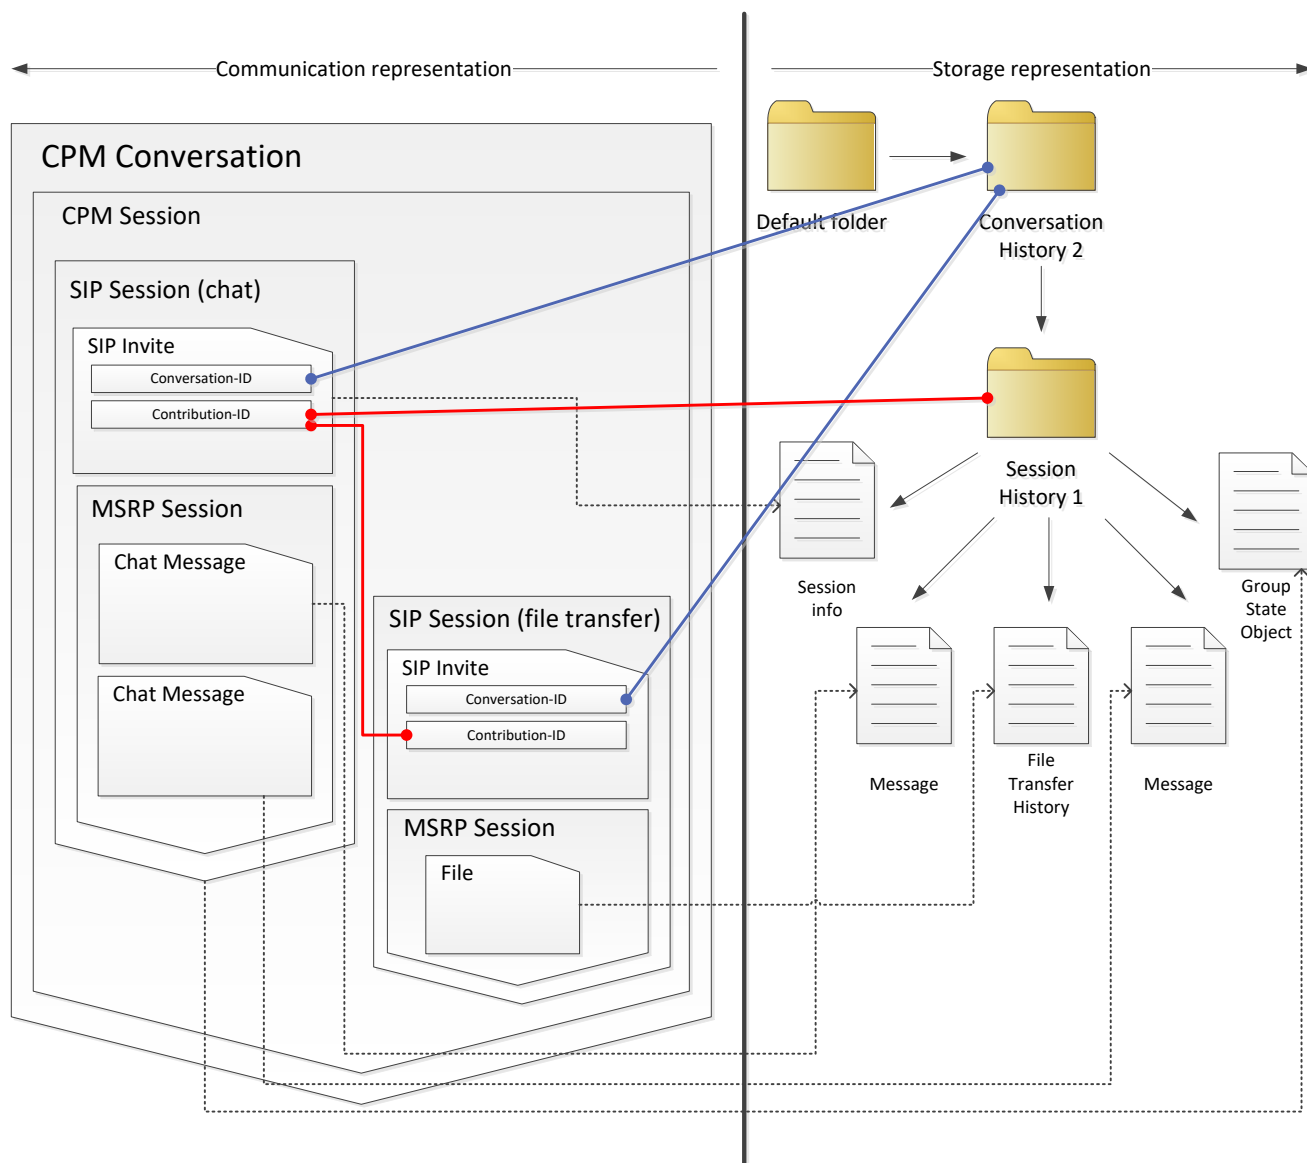 Communication representation
Storage representation
CPM Conversation
CPM Session
SIP Session (chat)
SIP Invite
Conversation-ID
Contribution-ID
MSRP Session
Chat Message
Chat Message
SIP Session (file transfer)
SIP Invite
Conversation-ID
Contribution-ID
MSRP Session
File
Default folder
Conversation
History 2
Session
History 1
Session
info
Group
State
Object
Message
File
Transfer
History
Message